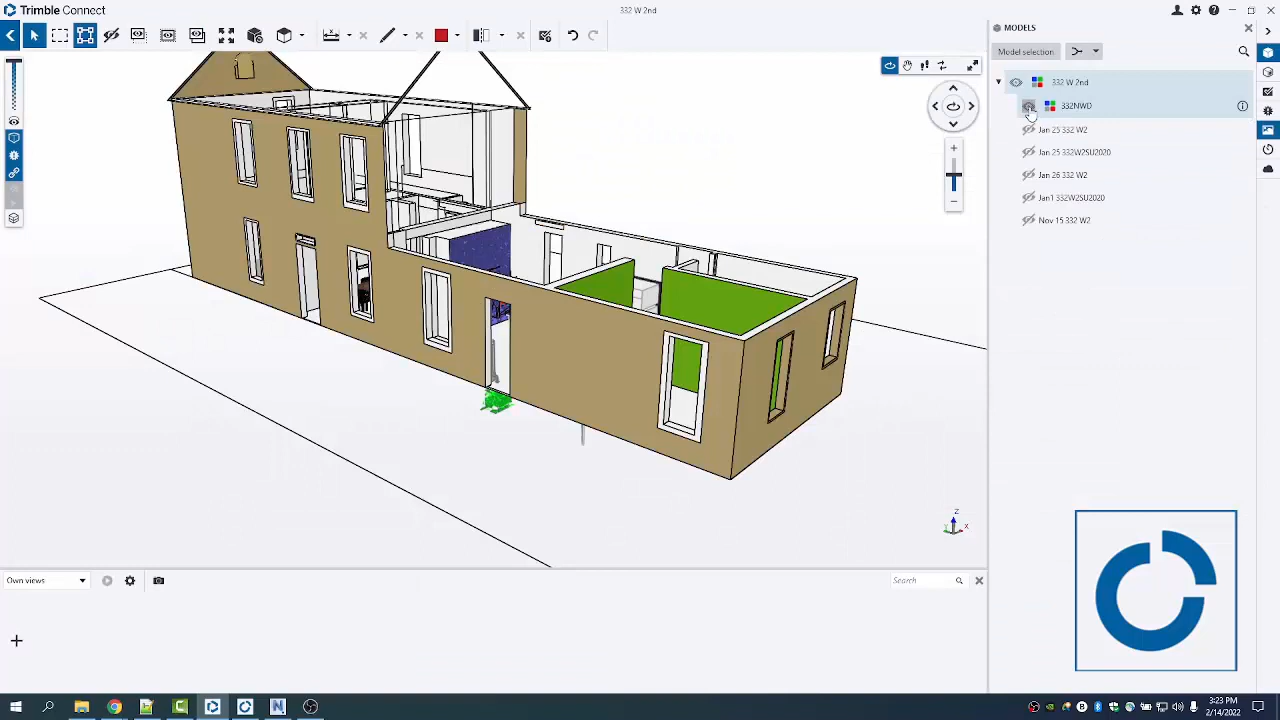 Trimble Connect
332 W 2nd
MODELS
Model selection
332 W 2nd
332NWD
Jan 25 332 W2
Jan 25 332W2SU2020
Jan 26 332 W2
Jan1 332W2SU2020
Nov 15 332 W2
Z
X
Own views
Search
3:23 PM
2/14/2022